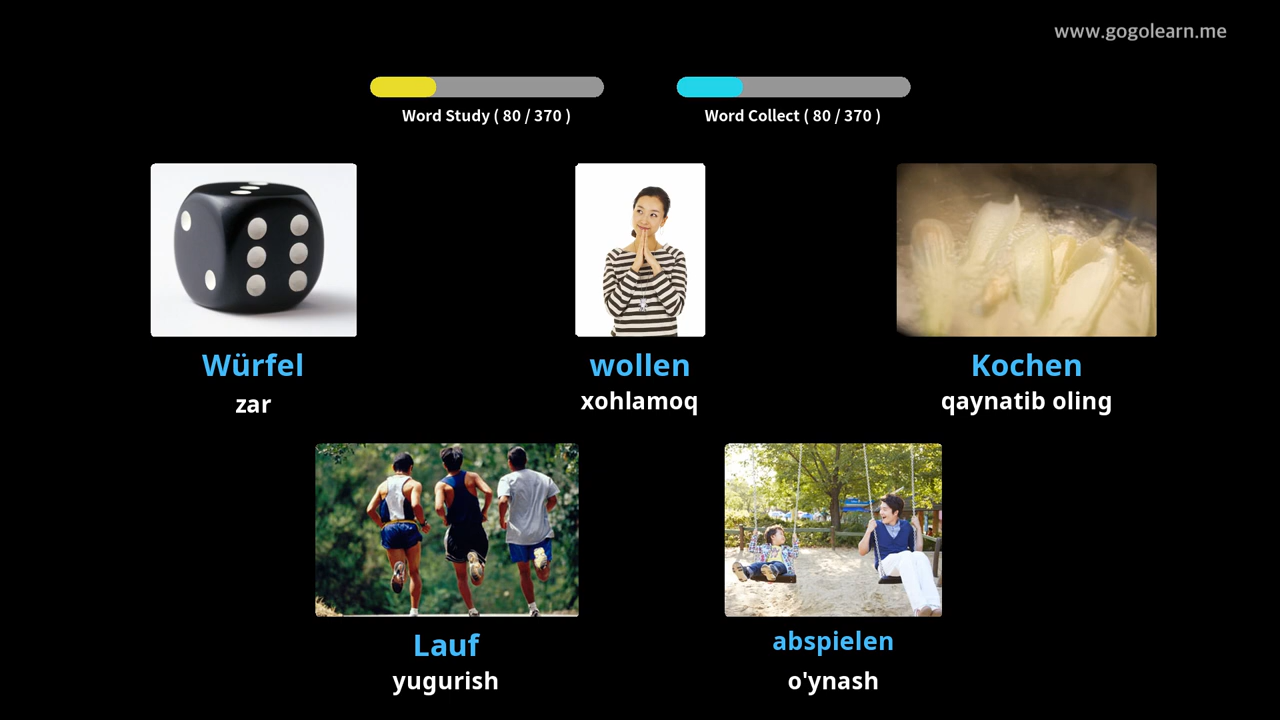 www.gogolearn.me
Word Study ( 80 / 370 )
Word Collect ( 80 / 370 )
Würfel
zar
wollen
xohlamoq
Kochen
qaynatib oling
Lauf
yugurish
abspielen
o'ynash